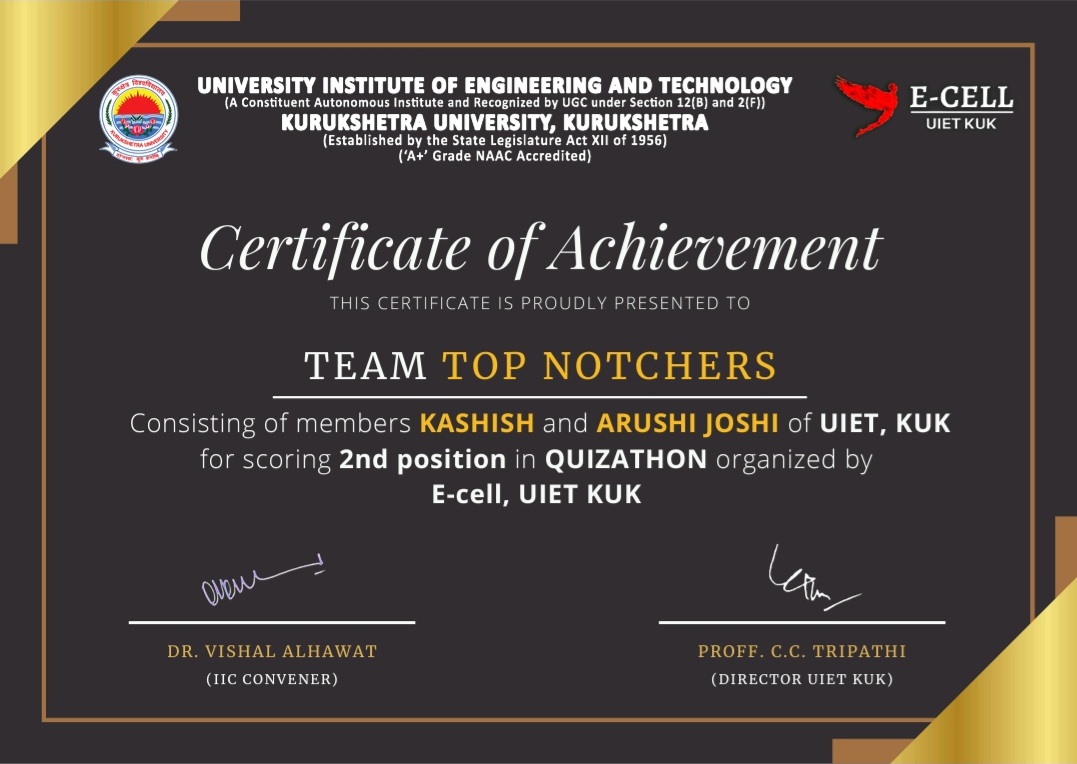 UNIVERSITY INSTITUTE OF ENGINEERING AND TECHNOLOGY
(A Constituent Autonomous Institute and Recognized by UGC under Section 12(B) and 2(F))
KURUKSHETRA UNIVERSITY, KURUKSHETRA
(Established by the State Legislature Act XII of 1956)
('A+' Grade NAAC Accredited)
कुरुक्षेत्र विश्वविद्यालय
KURUKSHETRA UNIVERSITY
E-CELL
UIET KUK
Certificate of Achievement
THIS CERTIFICATE IS PROUDLY PRESENTED TO
TEAM TOP NOTCHERS
Consisting of members KASHISH and ARUSHI JOSHI of UIET, KUK
for scoring 2nd position in QUIZATHON organized by
E-cell, UIET KUK
DR. VISHAL ALHAWAT
(IIC CONVENER)
PROFF. C.C. TRIPATHI
(DIRECTOR UIET KUK)